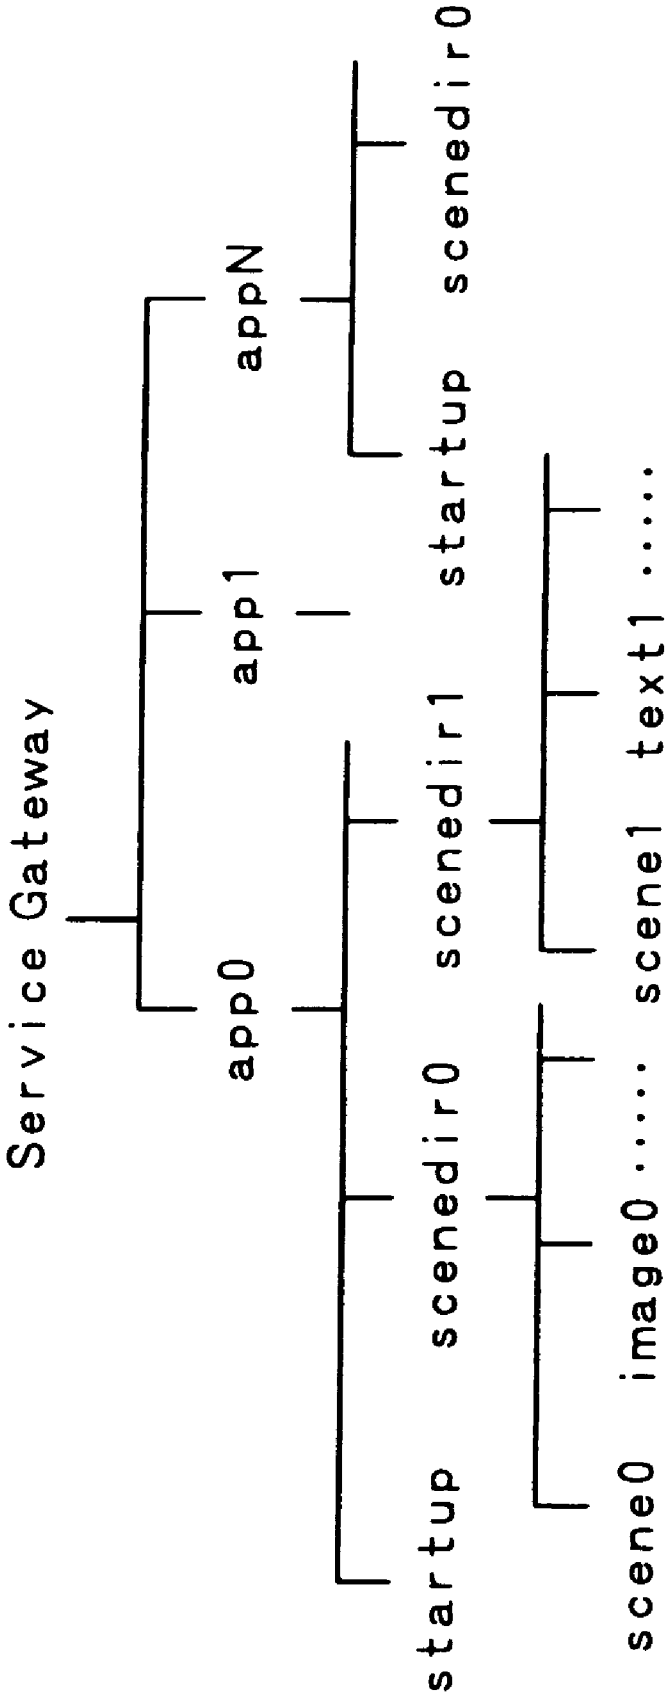 Service Gateway
app0 app1 appN
startup scenedir0 scenedir1 startup scenedir0
scene0 image0 ..... scene1 text1 .....